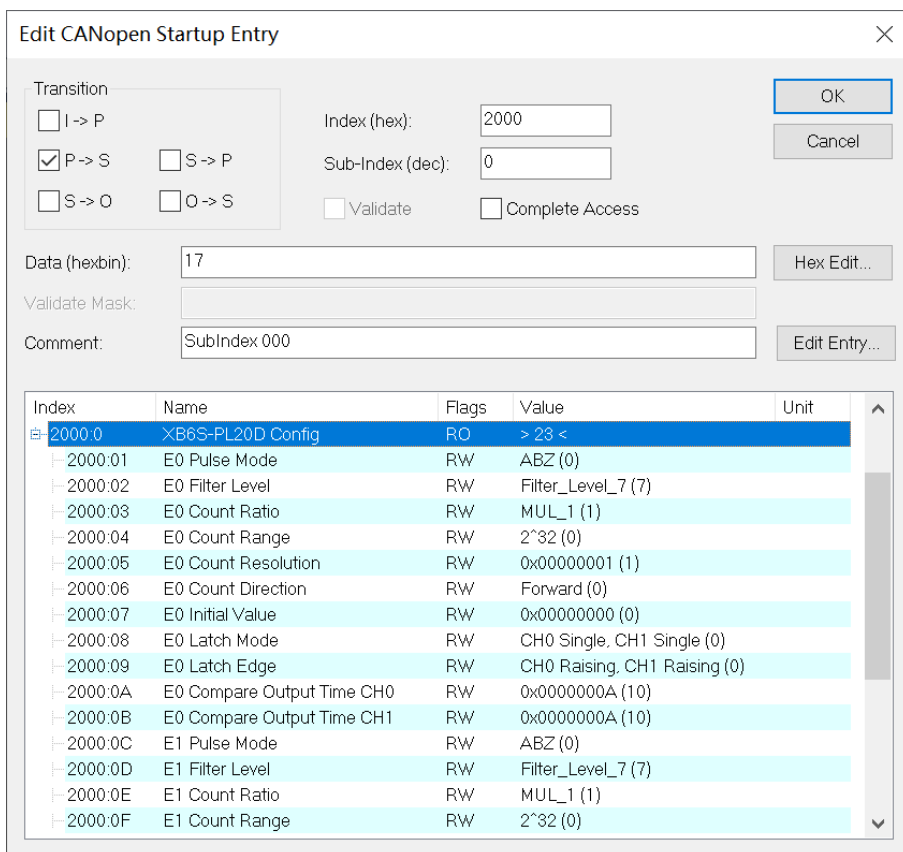 Edit CANopen Startup Entry
Transition
I -> P
P -> S
S -> P
S -> O
O -> S
Index (hex):
2000
Sub-Index (dec):
0
Validate
Complete Access
OK
Cancel
Data (hexbin):
17
Hex Edit...
Validate Mask:
Comment:
SubIndex 000
Edit Entry...
Index Name Flags Value Unit
2000:0 XB6S-PL20D Config RO > 23 <
2000:01 E0 Pulse Mode RW ABZ (0)
2000:02 E0 Filter Level RW Filter_Level_7 (7)
2000:03 E0 Count Ratio RW MUL_1 (1)
2000:04 E0 Count Range RW 2^32 (0)
2000:05 E0 Count Resolution RW 0x00000001 (1)
2000:06 E0 Count Direction RW Forward (0)
2000:07 E0 Initial Value RW 0x00000000 (0)
2000:08 E0 Latch Mode RW CH0 Single, CH1 Single (0)
2000:09 E0 Latch Edge RW CH0 Raising, CH1 Raising (0)
2000:0A E0 Compare Output Time CH0 RW 0x0000000A (10)
2000:0B E0 Compare Output Time CH1 RW 0x0000000A (10)
2000:0C E1 Pulse Mode RW ABZ (0)
2000:0D E1 Filter Level RW Filter_Level_7 (7)
2000:0E E1 Count Ratio RW MUL_1 (1)
2000:0F E1 Count Range RW 2^32 (0)